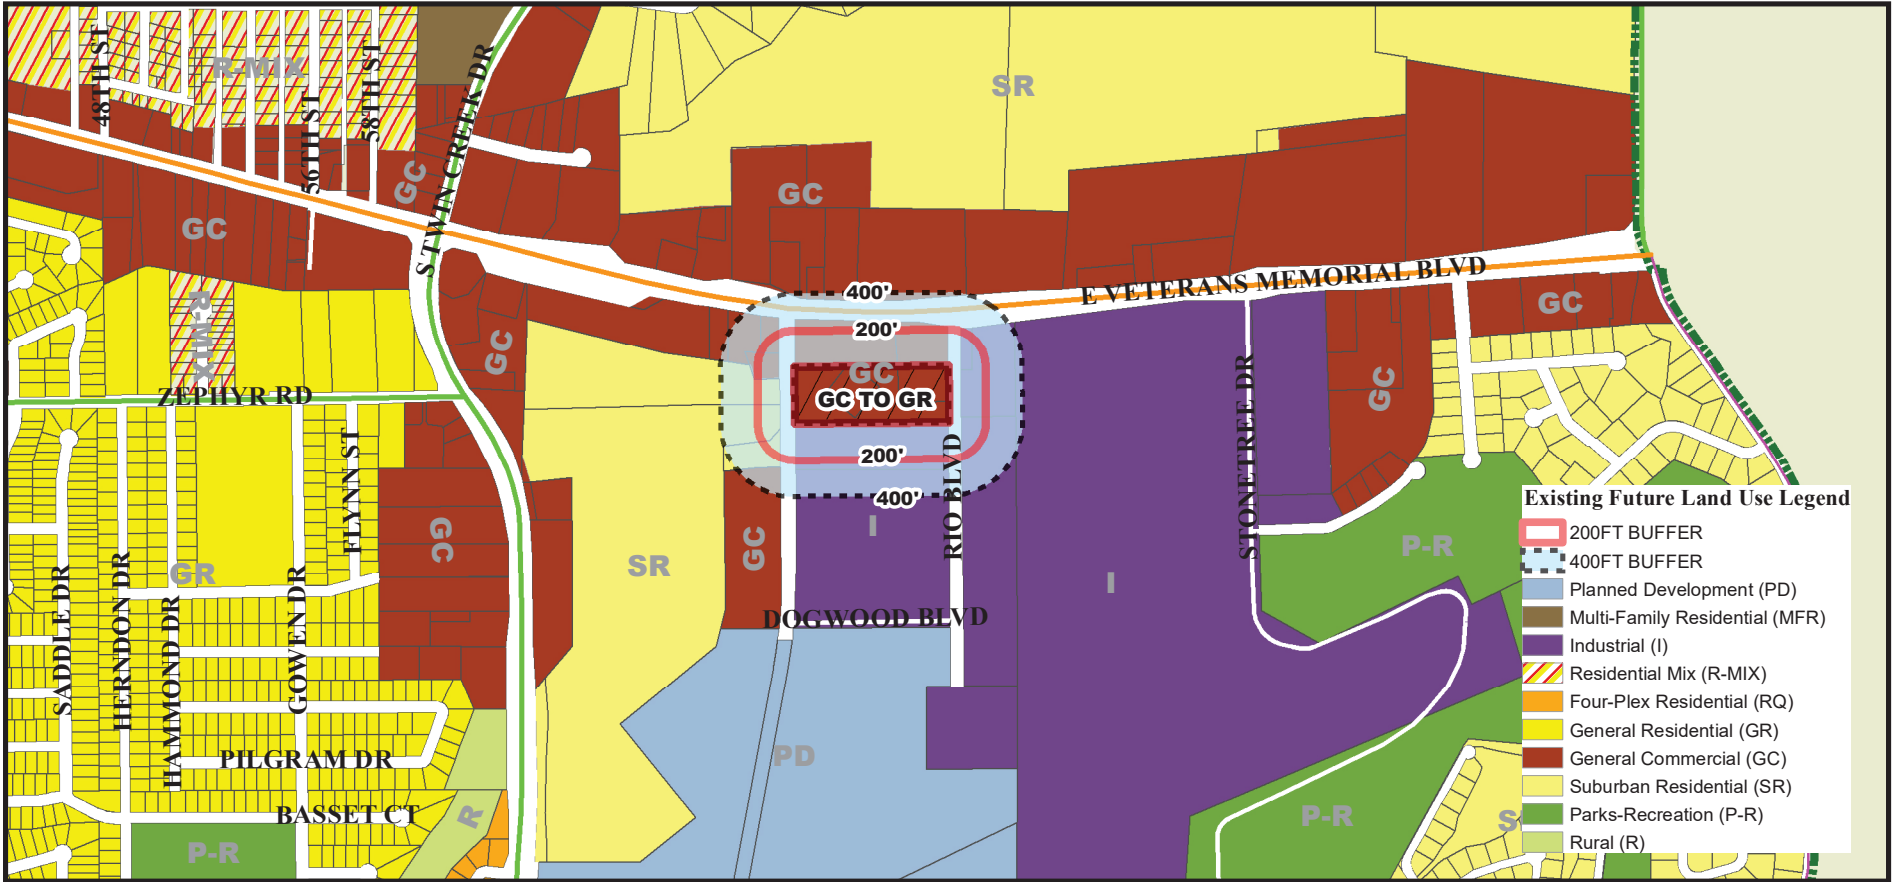 48TH ST
R-MIX
56TH ST
58TH ST
GC
S TWIN CREEK DR
SR
GC
GC
R-MIX
GC
400'
E VETERANS MEMORIAL BLVD
GC
200'
GC
GC TO GR
ZEPHYR RD
GC
STONETREE DR
FLYNN ST
200'
400'
RIO BLVD
GC
GC
I
P-R
SR
I
GR
SADDLE DR
HERNDON DR
HAMMOND DR
GOWEN DR
DOGWOOD BLVD
PILGRAM DR
PD
BASSET CT
R
P-R
P-R
S
Existing Future Land Use Legend
200FT BUFFER
400FT BUFFER
Planned Development (PD)
Multi-Family Residential (MFR)
Industrial (I)
Residential Mix (R-MIX)
Four-Plex Residential (RQ)
General Residential (GR)
General Commercial (GC)
Suburban Residential (SR)
Parks-Recreation (P-R)
Rural (R)